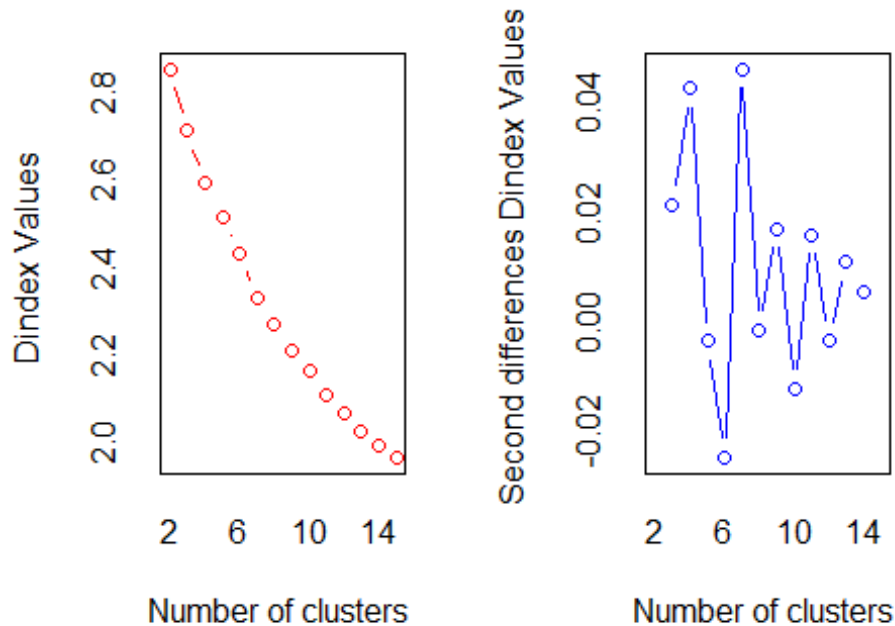 Dindex Values
2.0 2.2 2.4 2.6 2.8
2 6 10 14
Number of clusters
Second differences Dindex Values
-0.02 0.00 0.02 0.04
2 6 10 14
Number of clusters